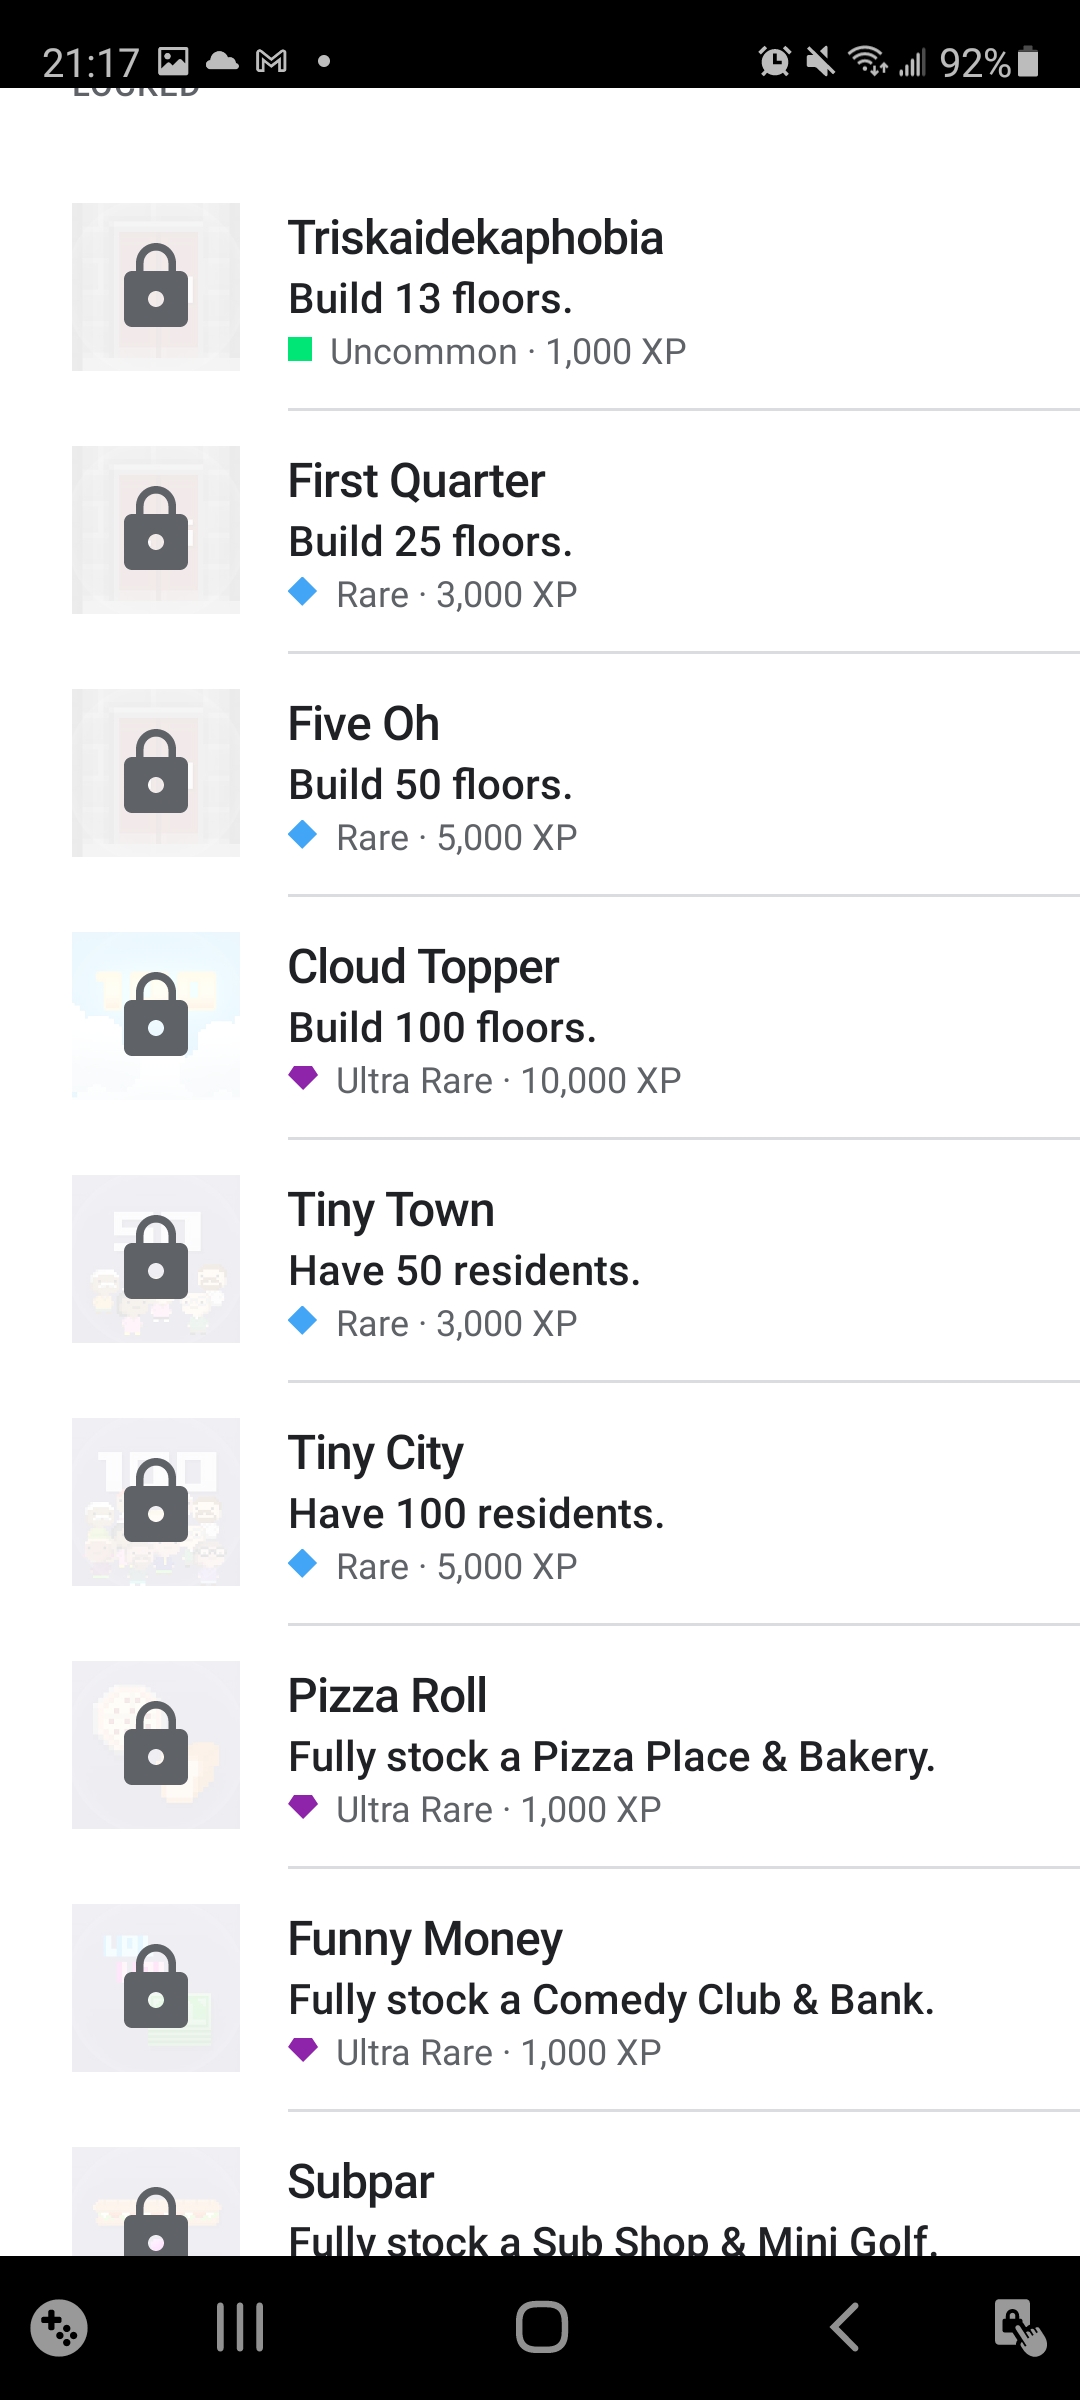 21:17 92%
LOCKED
Triskaidekaphobia
Build 13 floors.
Uncommon · 1,000 XP
First Quarter
Build 25 floors.
Rare · 3,000 XP
Five Oh
Build 50 floors.
Rare · 5,000 XP
Cloud Topper
Build 100 floors.
Ultra Rare · 10,000 XP
Tiny Town
Have 50 residents.
Rare · 3,000 XP
Tiny City
Have 100 residents.
Rare · 5,000 XP
Pizza Roll
Fully stock a Pizza Place & Bakery.
Ultra Rare · 1,000 XP
Funny Money
Fully stock a Comedy Club & Bank.
Ultra Rare · 1,000 XP
Subpar
Fully stock a Sub Shop & Mini Golf.